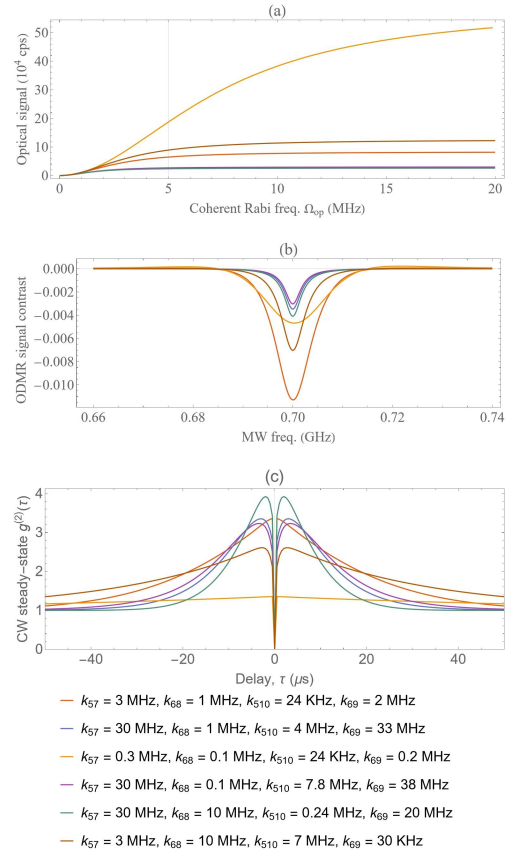 (a)
Optical signal (10⁴ cps)
50
40
30
20
10
0
0 5 10 15 20
Coherent Rabi freq. Ωop (MHz)
(b)
ODMR signal contrast
0.000
−0.002
−0.004
−0.006
−0.008
−0.010
0.66 0.68 0.70 0.72 0.74
MW freq. (GHz)
(c)
CW steady-state g⁽²⁾(τ)
4
3
2
1
0
−40 −20 0 20 40
Delay, τ (μs)
k₅₇ = 3 MHz, k₆₈ = 1 MHz, k₅₁₀ = 24 KHz, k₆₉ = 2 MHz
k₅₇ = 30 MHz, k₆₈ = 1 MHz, k₅₁₀ = 4 MHz, k₆₉ = 33 MHz
k₅₇ = 0.3 MHz, k₆₈ = 0.1 MHz, k₅₁₀ = 24 KHz, k₆₉ = 0.2 MHz
k₅₇ = 30 MHz, k₆₈ = 0.1 MHz, k₅₁₀ = 7.8 MHz, k₆₉ = 38 MHz
k₅₇ = 30 MHz, k₆₈ = 10 MHz, k₅₁₀ = 0.24 MHz, k₆₉ = 20 MHz
k₅₇ = 3 MHz, k₆₈ = 10 MHz, k₅₁₀ = 7 MHz, k₆₉ = 30 KHz